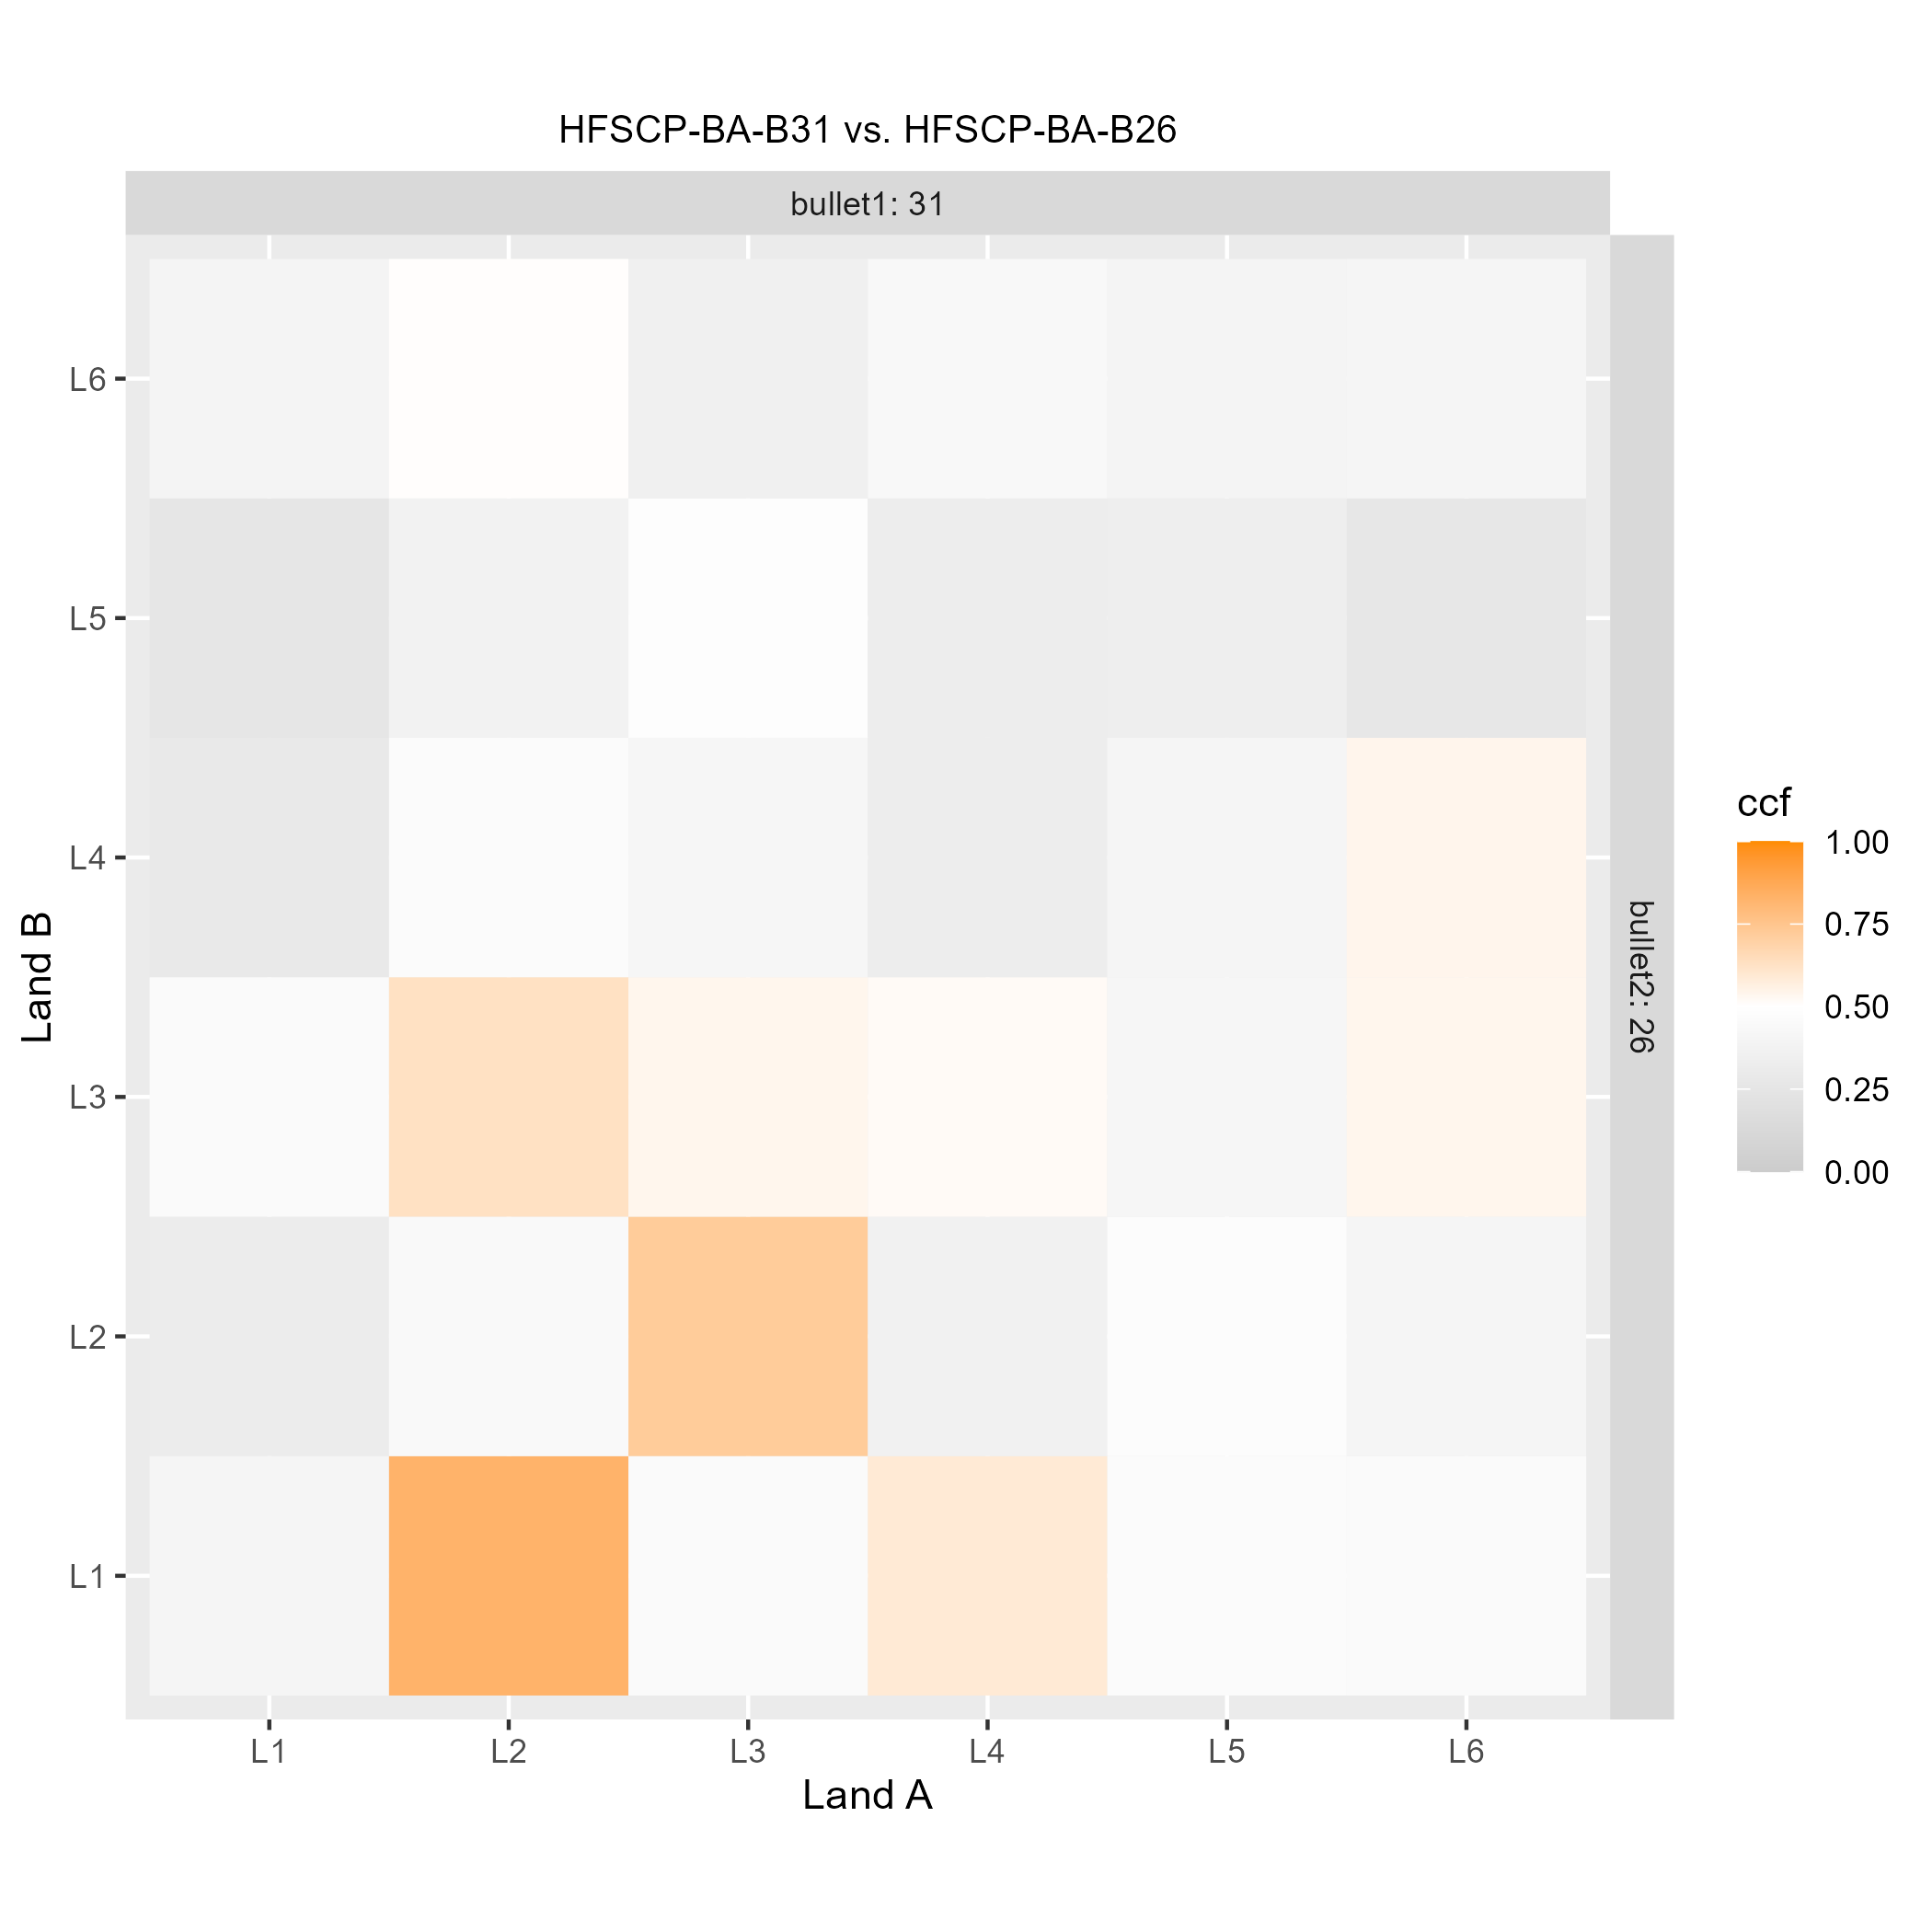 HFSCP-BA-B31 vs. HFSCP-BA-B26
bullet1: 31
L6
L5
L4
L3
L2
L1
Land B
bullet2: 26
L1 L2 L3 L4 L5 L6
Land A
ccf
1.00
0.75
0.50
0.25
0.00